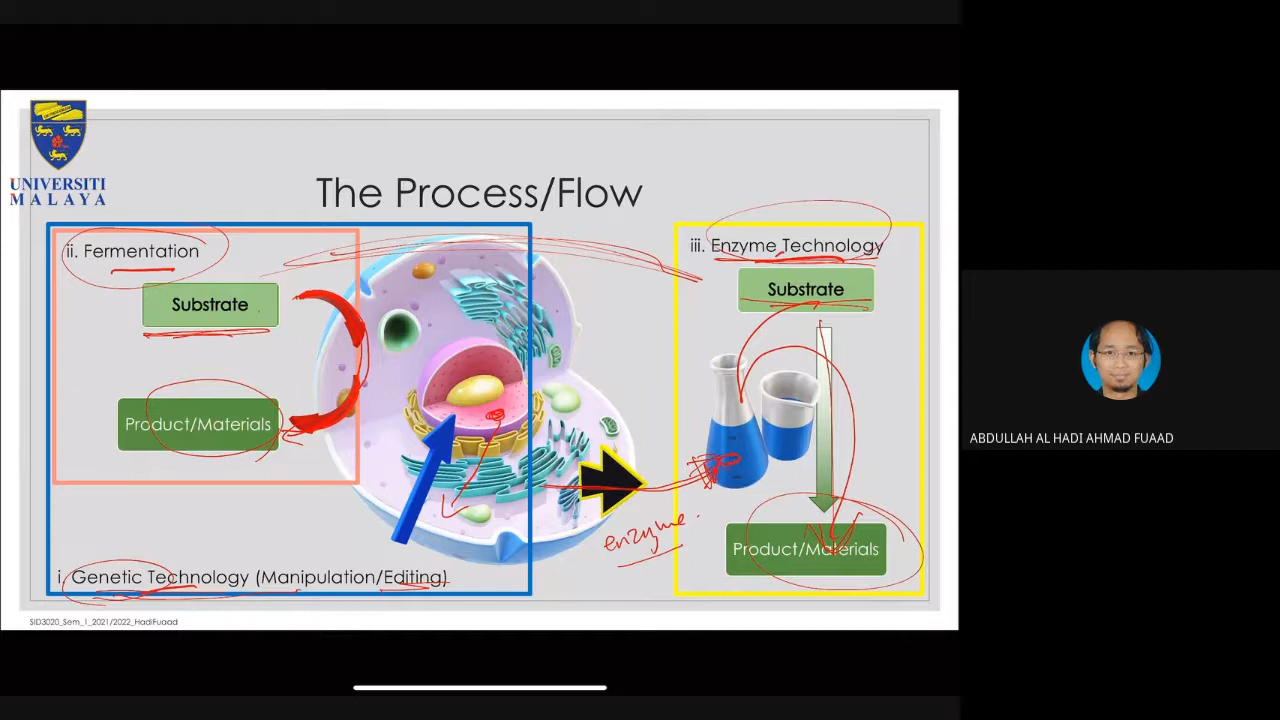 UNIVERSITI
MALAYA
The Process/Flow
ii. Fermentation
Substrate
Product/Materials
i. Genetic Technology (Manipulation/Editing)
enzyme.
iii. Enzyme Technology
Substrate
Product/Materials
SID3020_Sem_1_2021/2022_HadiFuaad
ABDULLAH AL HADI AHMAD FUAAD